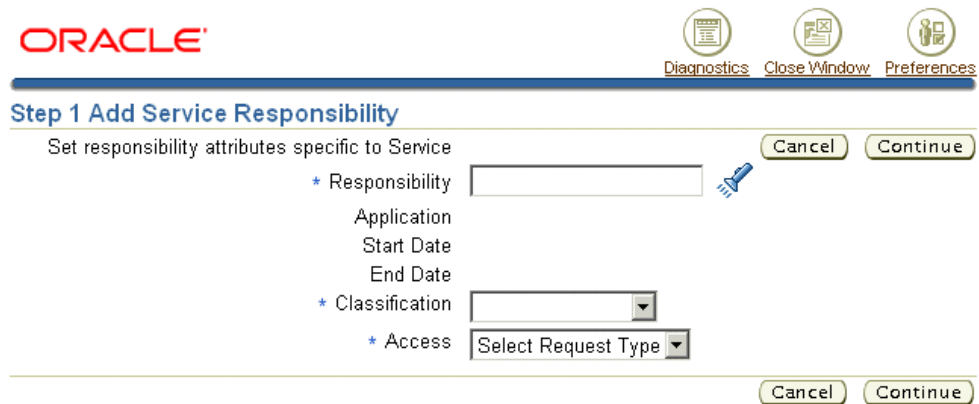 ORACLE
Diagnostics Close Window Preferences
Step 1 Add Service Responsibility
Set responsibility attributes specific to Service Cancel Continue
* Responsibility
Application
Start Date
End Date
* Classification
* Access Select Request Type
Cancel Continue